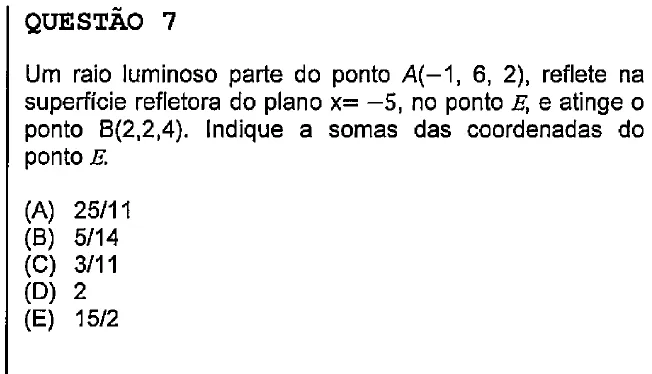 QUESTÃO 7
Um raio luminoso parte do ponto A(−1, 6, 2), reflete na
superfície refletora do plano x= −5, no ponto E, e atinge o
ponto B(2,2,4). Indique a somas das coordenadas do
ponto E.
(A) 25/11
(B) 5/14
(C) 3/11
(D) 2
(E) 15/2